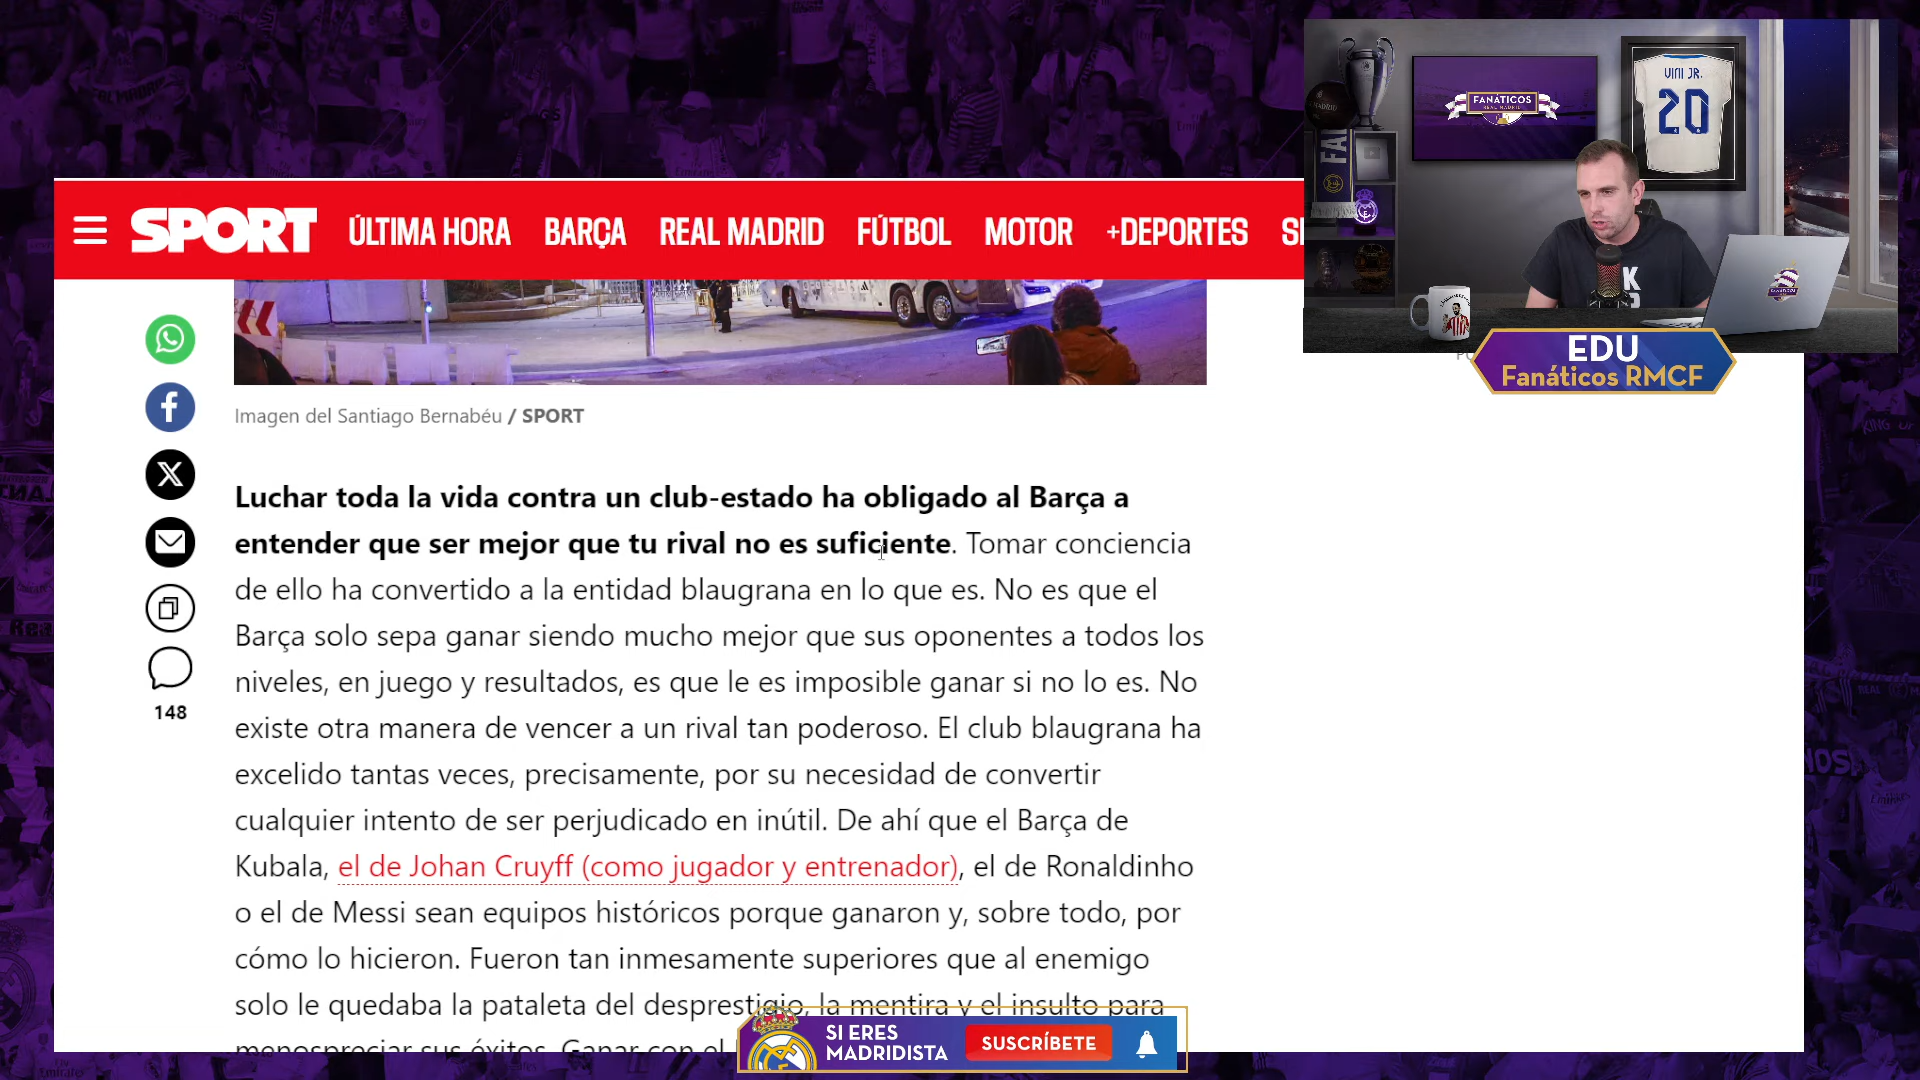 SPORT
ÚLTIMA HORA
BARÇA
REAL MADRID
FÚTBOL
MOTOR
+DEPORTES
FANÁTICOS
REAL MADRID
VINI JR.
20
EDU
Fanáticos RMCF
Imagen del Santiago Bernabéu / SPORT
Luchar toda la vida contra un club-estado ha obligado al Barça a
entender que ser mejor que tu rival no es suficiente. Tomar conciencia
de ello ha convertido a la entidad blaugrana en lo que es. No es que el
Barça solo sepa ganar siendo mucho mejor que sus oponentes a todos los
niveles, en juego y resultados, es que le es imposible ganar si no lo es. No
existe otra manera de vencer a un rival tan poderoso. El club blaugrana ha
excelido tantas veces, precisamente, por su necesidad de convertir
cualquier intento de ser perjudicado en inútil. De ahí que el Barça de
Kubala, el de Johan Cruyff (como jugador y entrenador), el de Ronaldinho
o el de Messi sean equipos históricos porque ganaron y, sobre todo, por
cómo lo hicieron. Fueron tan inmesamente superiores que al enemigo
solo le quedaba la pataleta del desprestigio, la mentira y el insulto para
menospreciar sus éxitos. Ganar con el
148
SI ERES
MADRIDISTA
SUSCRÍBETE